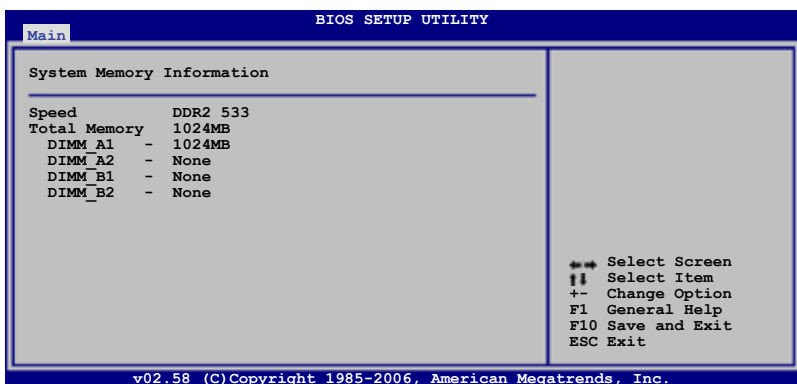 BIOS SETUP UTILITY
Main
System Memory Information
Speed DDR2 533
Total Memory 1024MB
DIMM_A1 - 1024MB
DIMM_A2 - None
DIMM_B1 - None
DIMM_B2 - None
←→ Select Screen
↑↓ Select Item
+- Change Option
F1 General Help
F10 Save and Exit
ESC Exit
v02.58 (C)Copyright 1985-2006, American Megatrends, Inc.